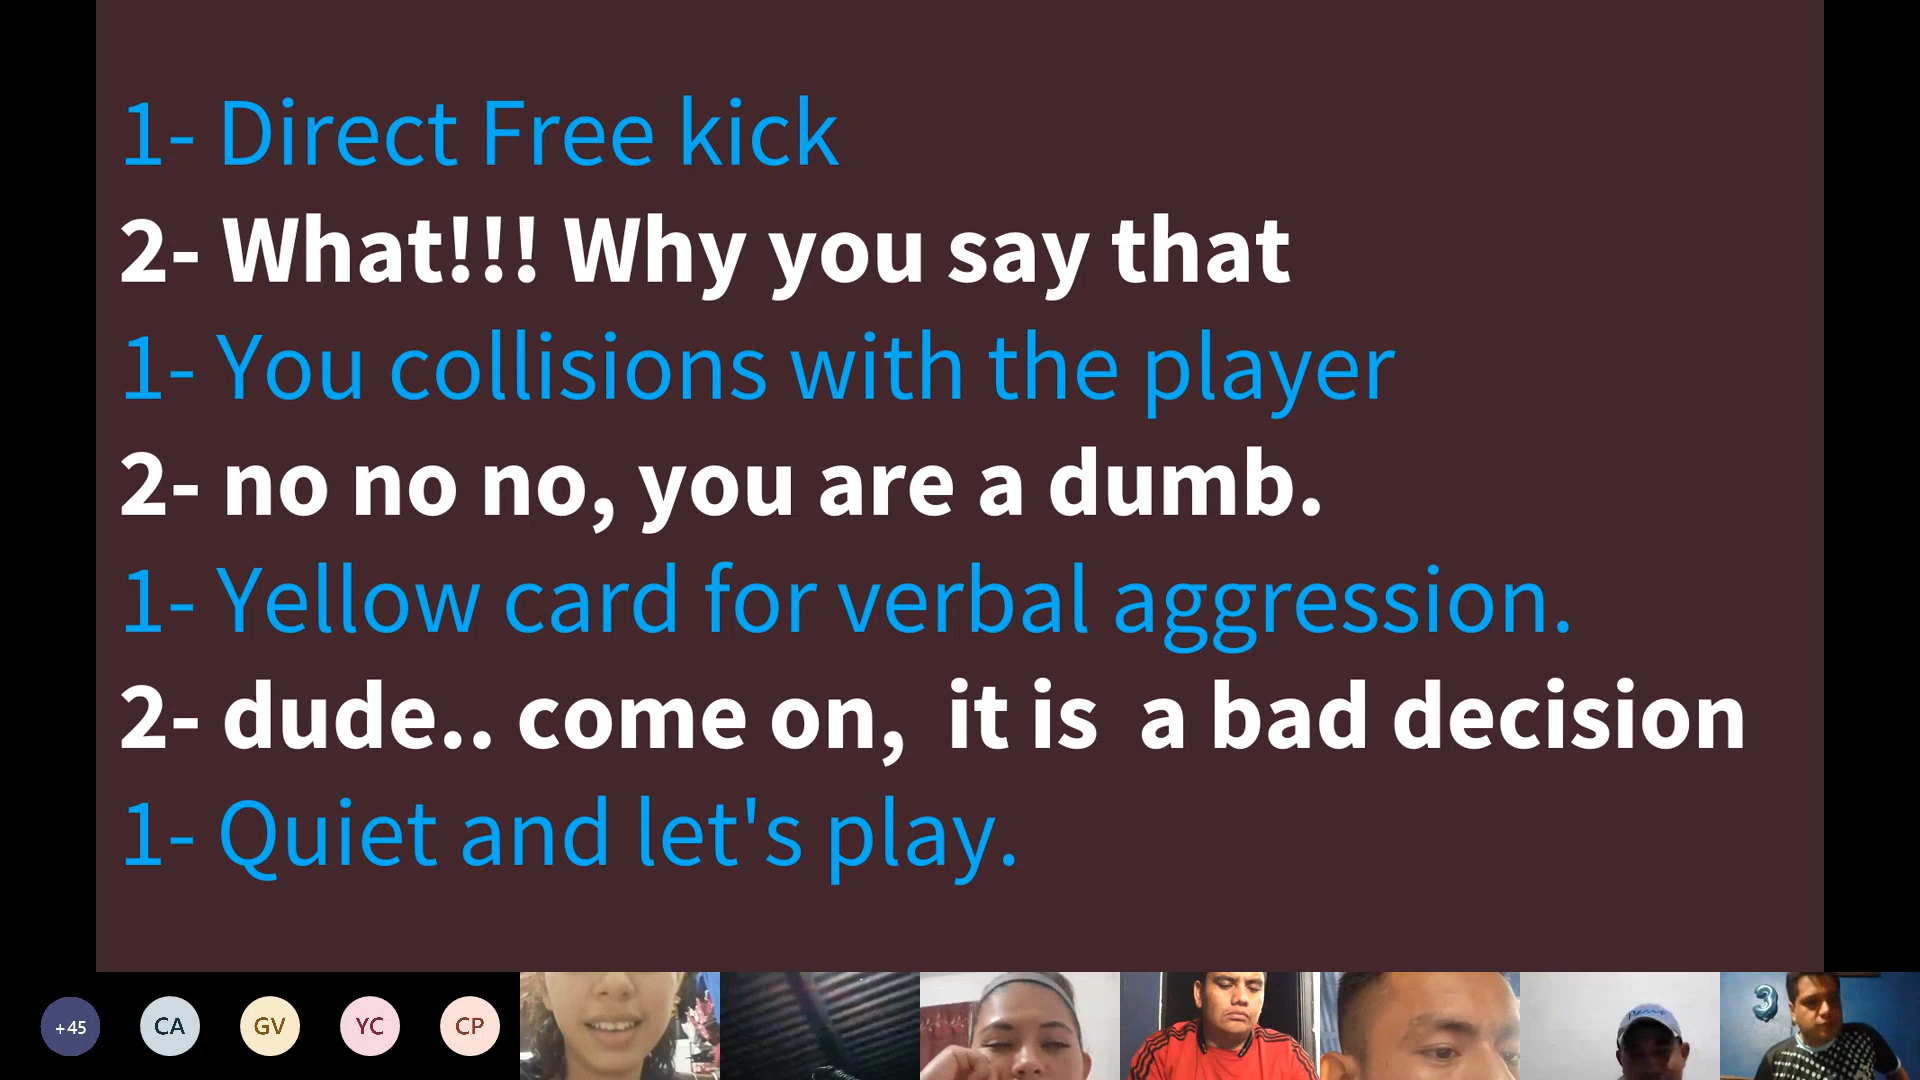 1- Direct Free kick
2- What!!! Why you say that
1- You collisions with the player
2- no no no, you are a dumb.
1- Yellow card for verbal aggression.
2- dude.. come on, it is a bad decision
1- Quiet and let's play.
+45 CA GV YC CP
3